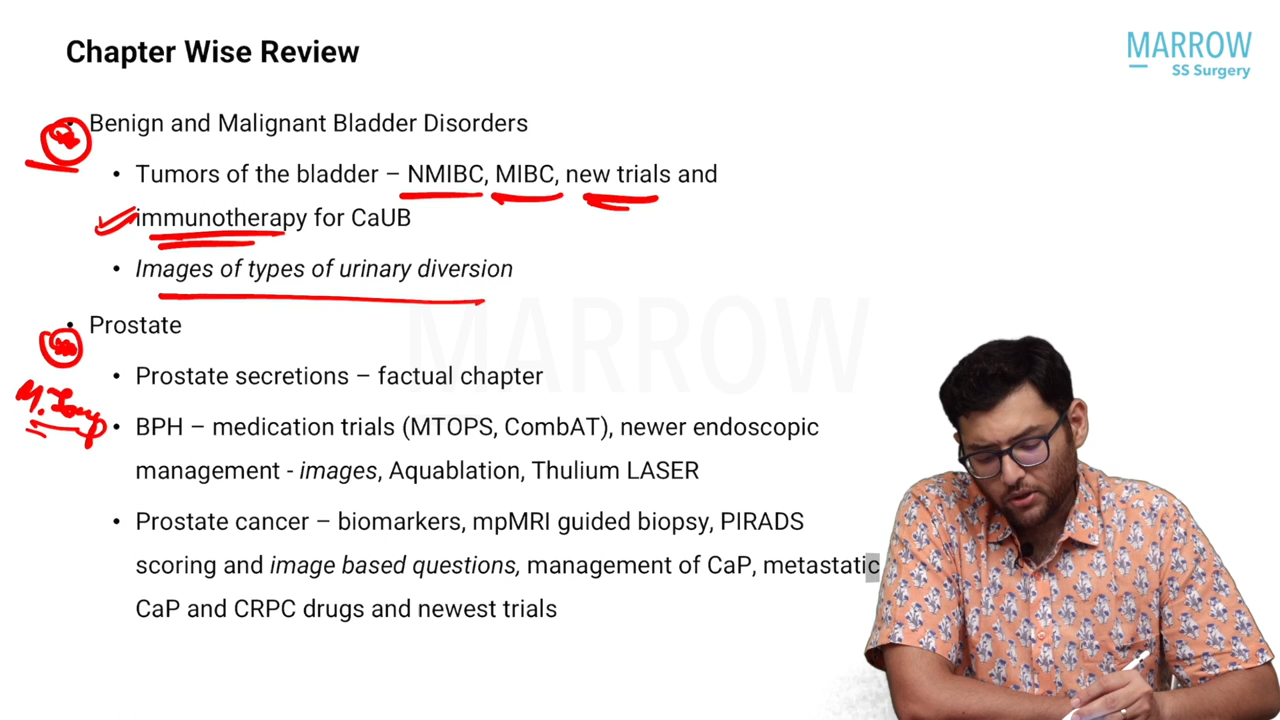 Chapter Wise Review
MARROW
SS Surgery
• Benign and Malignant Bladder Disorders
• Tumors of the bladder – NMIBC, MIBC, new trials and
immunotherapy for CaUB
• Images of types of urinary diversion
MARROW
• Prostate
• Prostate secretions – factual chapter
• BPH – medication trials (MTOPS, CombAT), newer endoscopic
management - images, Aquablation, Thulium LASER
• Prostate cancer – biomarkers, mpMRI guided biopsy, PIRADS
scoring and image based questions, management of CaP, metastatic
CaP and CRPC drugs and newest trials